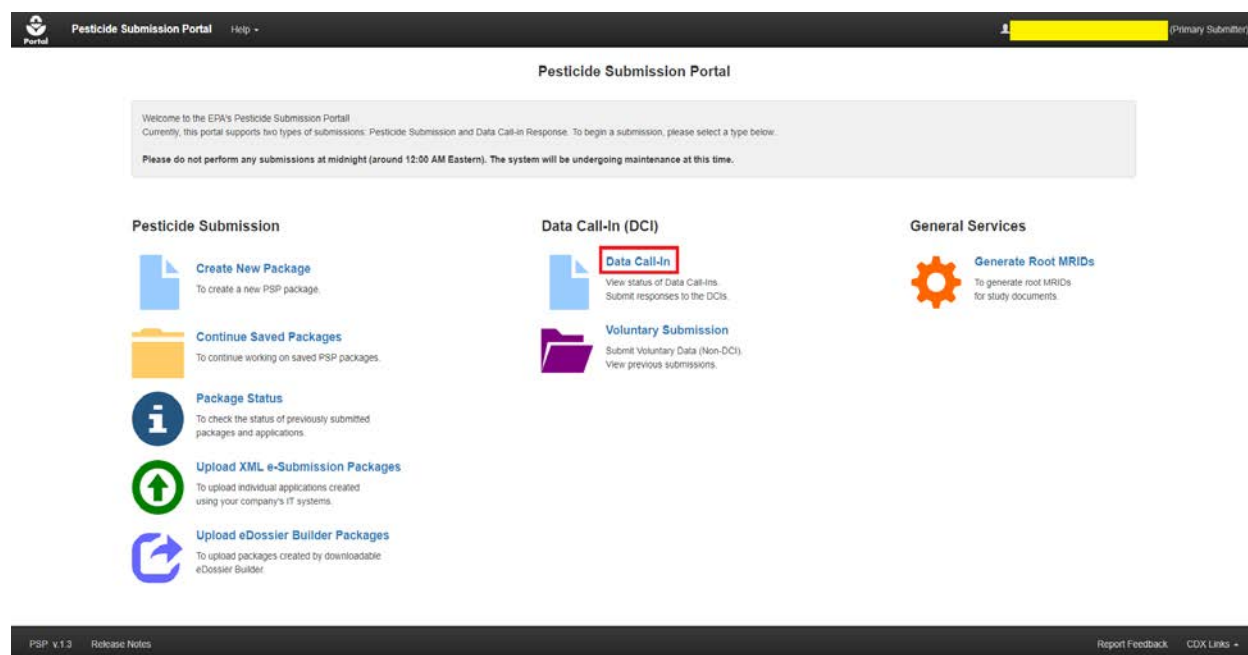 Portal
Pesticide Submission Portal
Help
(Primary Submitter)
Pesticide Submission Portal
Welcome to the EPA's Pesticide Submission Portal!
Currently, this portal supports two types of submissions: Pesticide Submission and Data Call-in Response. To begin a submission, please select a type below.
Please do not perform any submissions at midnight (around 12:00 AM Eastern). The system will be undergoing maintenance at this time.
Pesticide Submission
Create New Package
To create a new PSP package.
Continue Saved Packages
To continue working on saved PSP packages.
Package Status
To check the status of previously submitted
packages and applications.
Upload XML e-Submission Packages
To upload individual applications created
using your company's IT systems.
Upload eDossier Builder Packages
To upload packages created by downloadable
eDossier Builder.
Data Call-In (DCI)
Data Call-In
View status of Data Call-Ins.
Submit responses to the DCIs.
Voluntary Submission
Submit Voluntary Data (Non-DCI).
View previous submissions.
General Services
Generate Root MRIDs
To generate root MRIDs
for study documents.
PSP v.1.3
Release Notes
Report Feedback
CDX Links